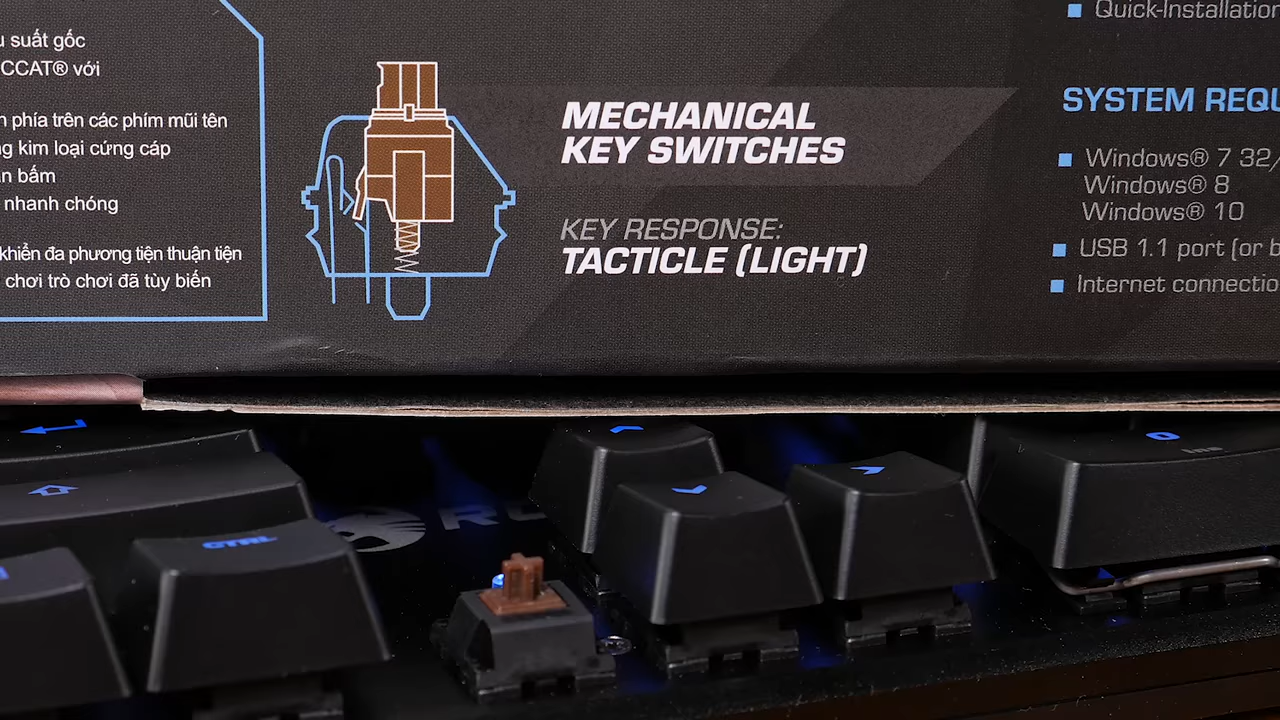 suất gốc
CCAT® với
phía trên các phím mũi tên
kim loại cứng cáp
bấm
nhanh chóng
khiển đa phương tiện thuận tiện
chơi trò chơi đã tùy biến
MECHANICAL
KEY SWITCHES
KEY RESPONSE:
TACTICLE (LIGHT)
Quick-Installation
SYSTEM REQU
Windows® 7 32/
Windows® 8
Windows® 10
USB 1.1 port (or b
Internet connectio
CTRL
0
INS